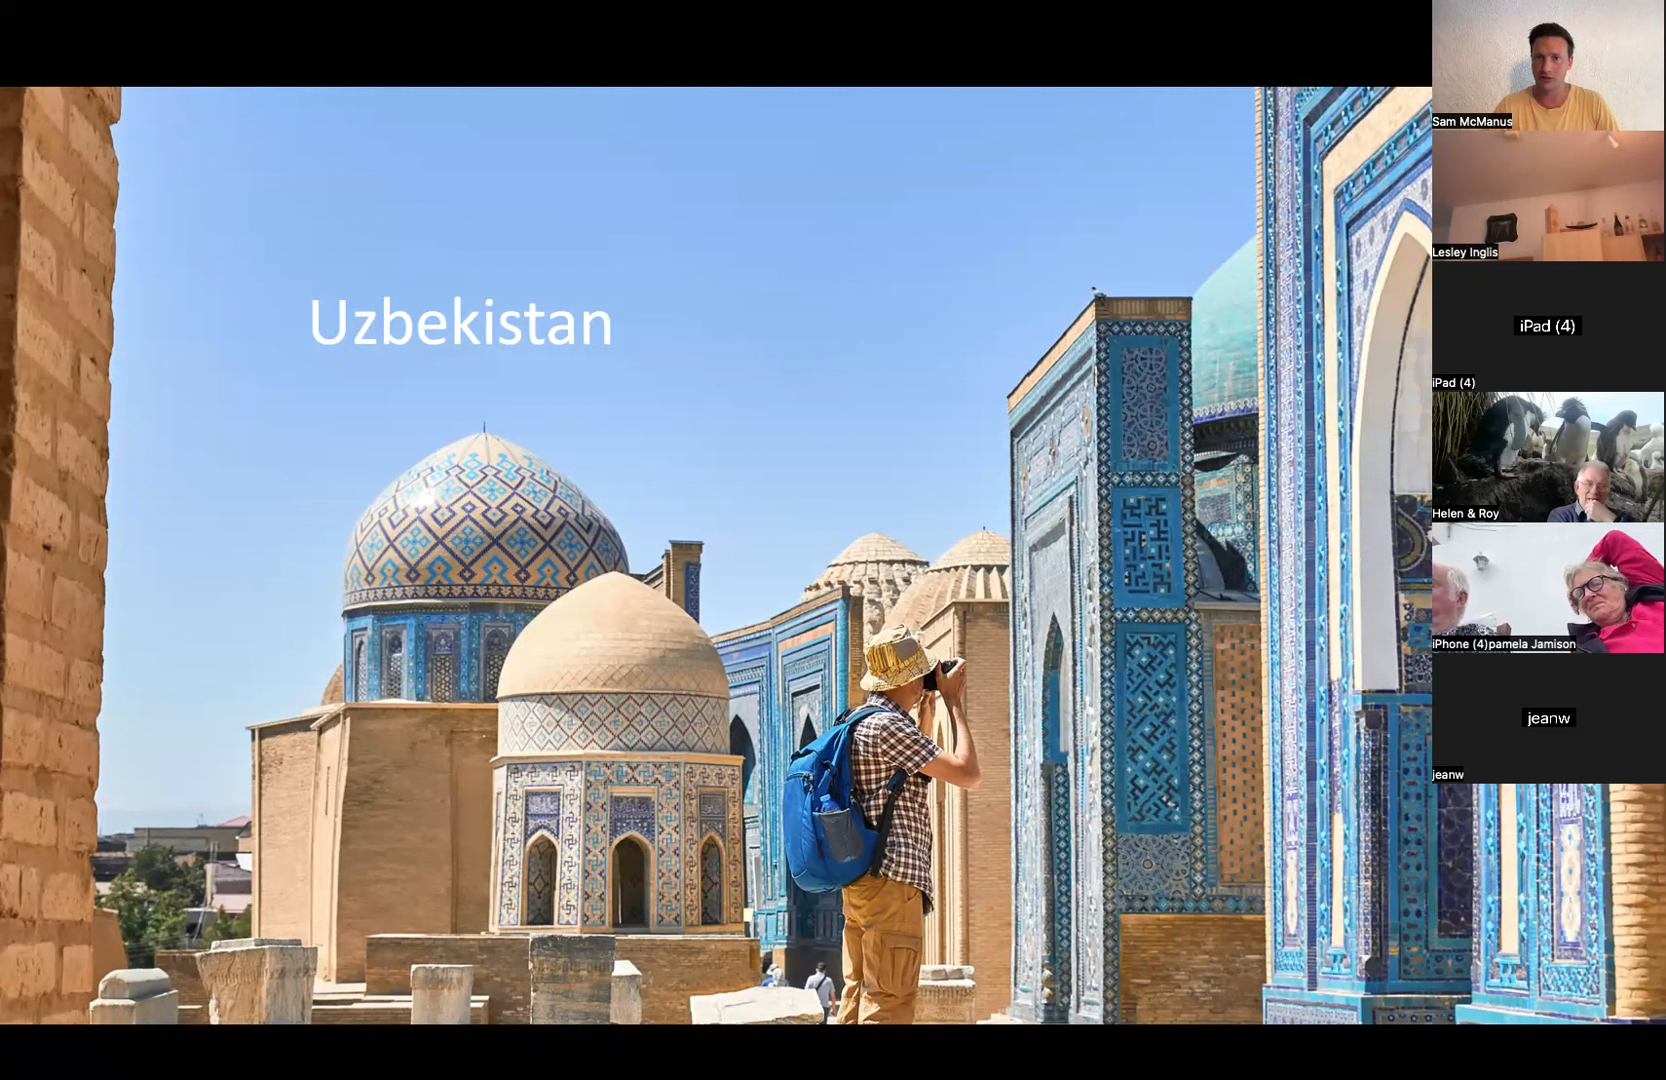 Uzbekistan
Sam McManus
Lesley Inglis
iPad (4)
iPad (4)
Helen & Roy
iPhone (4)pamela Jamison
jeanw
jeanw